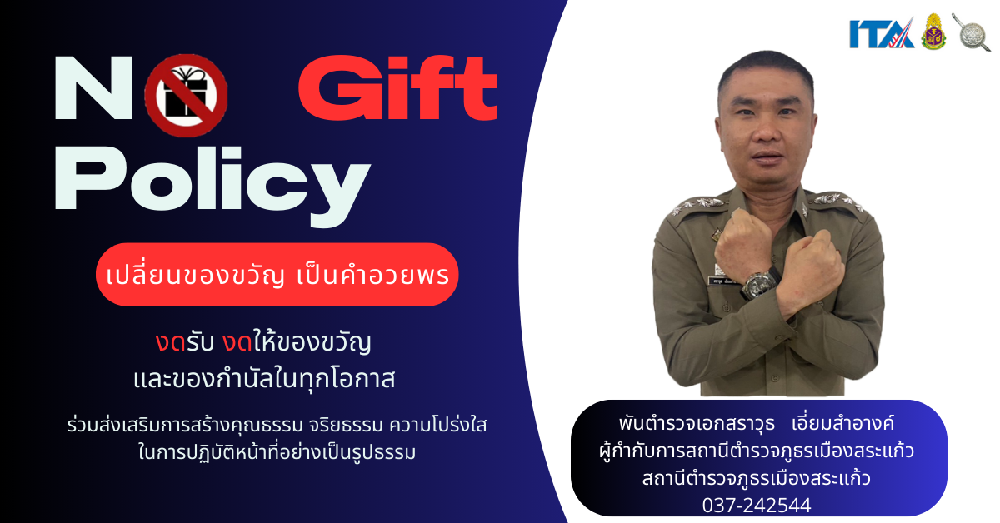 ITA
No Gift
Policy
เปลี่ยนของขวัญ เป็นคำอวยพร
งดรับ งดให้ของขวัญ
และของกำนัลในทุกโอกาส
ร่วมส่งเสริมการสร้างคุณธรรม จริยธรรม ความโปร่งใส
ในการปฏิบัติหน้าที่อย่างเป็นรูปธรรม
พันตำรวจเอกสราวุธ เอี่ยมสำอางค์
ผู้กำกับการสถานีตำรวจภูธรเมืองสระแก้ว
สถานีตำรวจภูธรเมืองสระแก้ว
037-242544